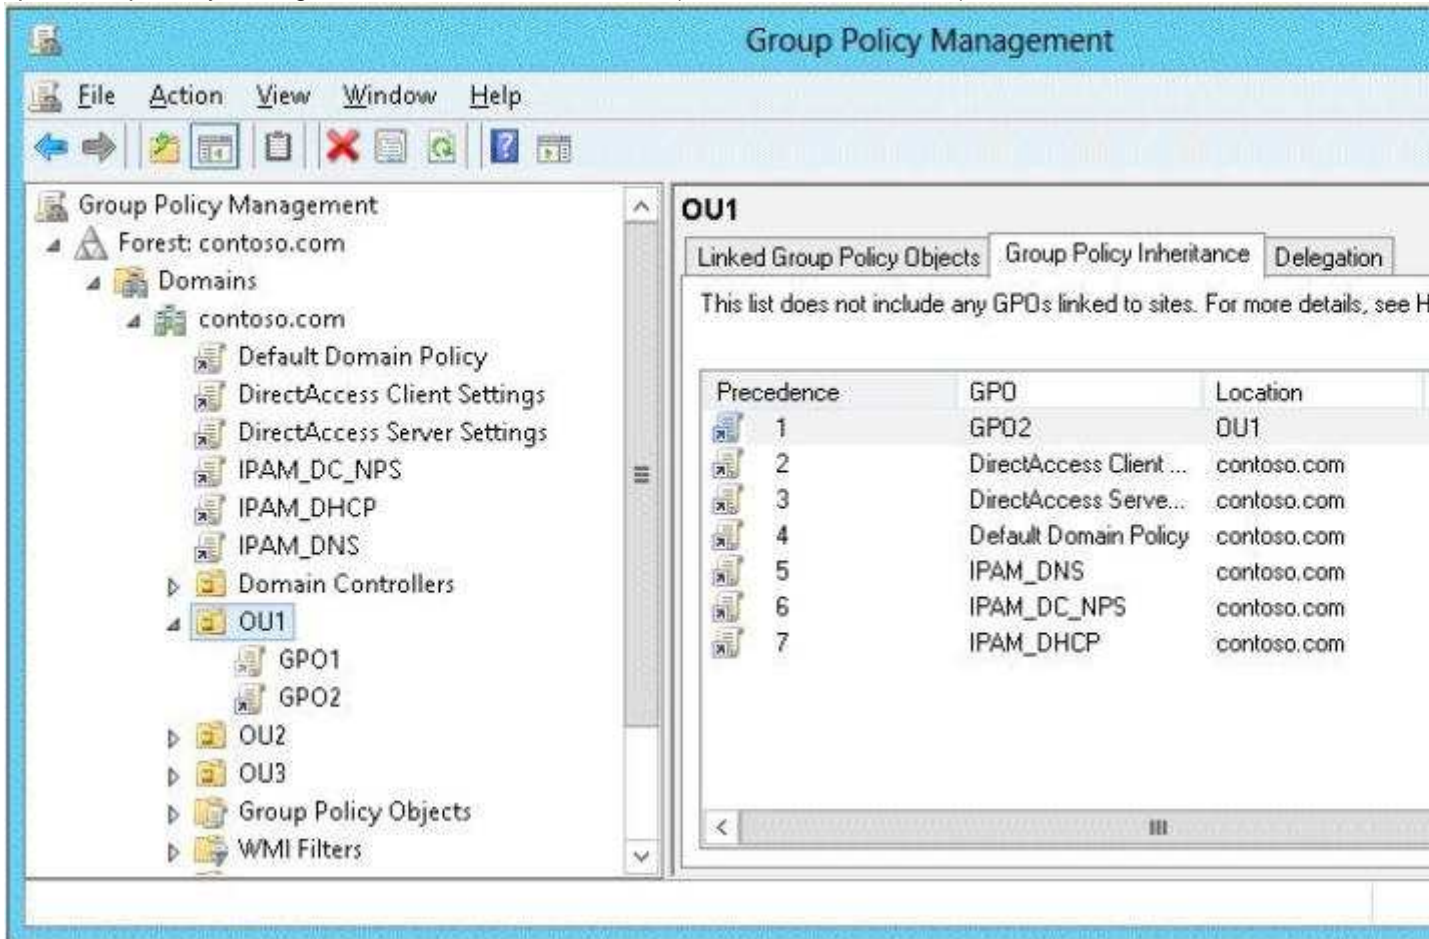 Group Policy Management
File Action View Window Help
Group Policy Management
Forest: contoso.com
Domains
contoso.com
Default Domain Policy
DirectAccess Client Settings
DirectAccess Server Settings
IPAM_DC_NPS
IPAM_DHCP
IPAM_DNS
Domain Controllers
OU1
GPO1
GPO2
OU2
OU3
Group Policy Objects
WMI Filters
OU1
Linked Group Policy Objects Group Policy Inheritance Delegation
This list does not include any GPOs linked to sites. For more details, see H
Precedence GPO Location
1 GPO2 OU1
2 DirectAccess Client ... contoso.com
3 DirectAccess Serve... contoso.com
4 Default Domain Policy contoso.com
5 IPAM_DNS contoso.com
6 IPAM_DC_NPS contoso.com
7 IPAM_DHCP contoso.com